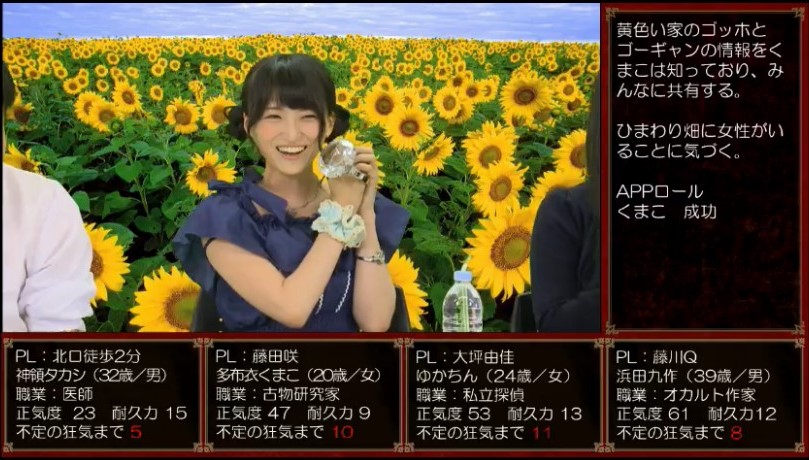 黄色い家のゴッホと
ゴーギャンの情報をく
まこは知っており、み
んなに共有する。
ひまわり畑に女性がい
ることに気づく。
APPロール
くまこ　成功
PL：北口徒歩2分
神領タカシ（32歳／男）
職業：医師
正気度 23　耐久力 15
不定の狂気まで 5
PL：藤田咲
多布衣くまこ（20歳／女）
職業：古物研究家
正気度 47　耐久力 9
不定の狂気まで 10
PL：大坪由佳
ゆかちん（24歳／女）
職業：私立探偵
正気度 53　耐久力 13
不定の狂気まで 11
PL：藤川Q
浜田九作（39歳／男）
職業：オカルト作家
正気度 61　耐久力12
不定の狂気まで 8